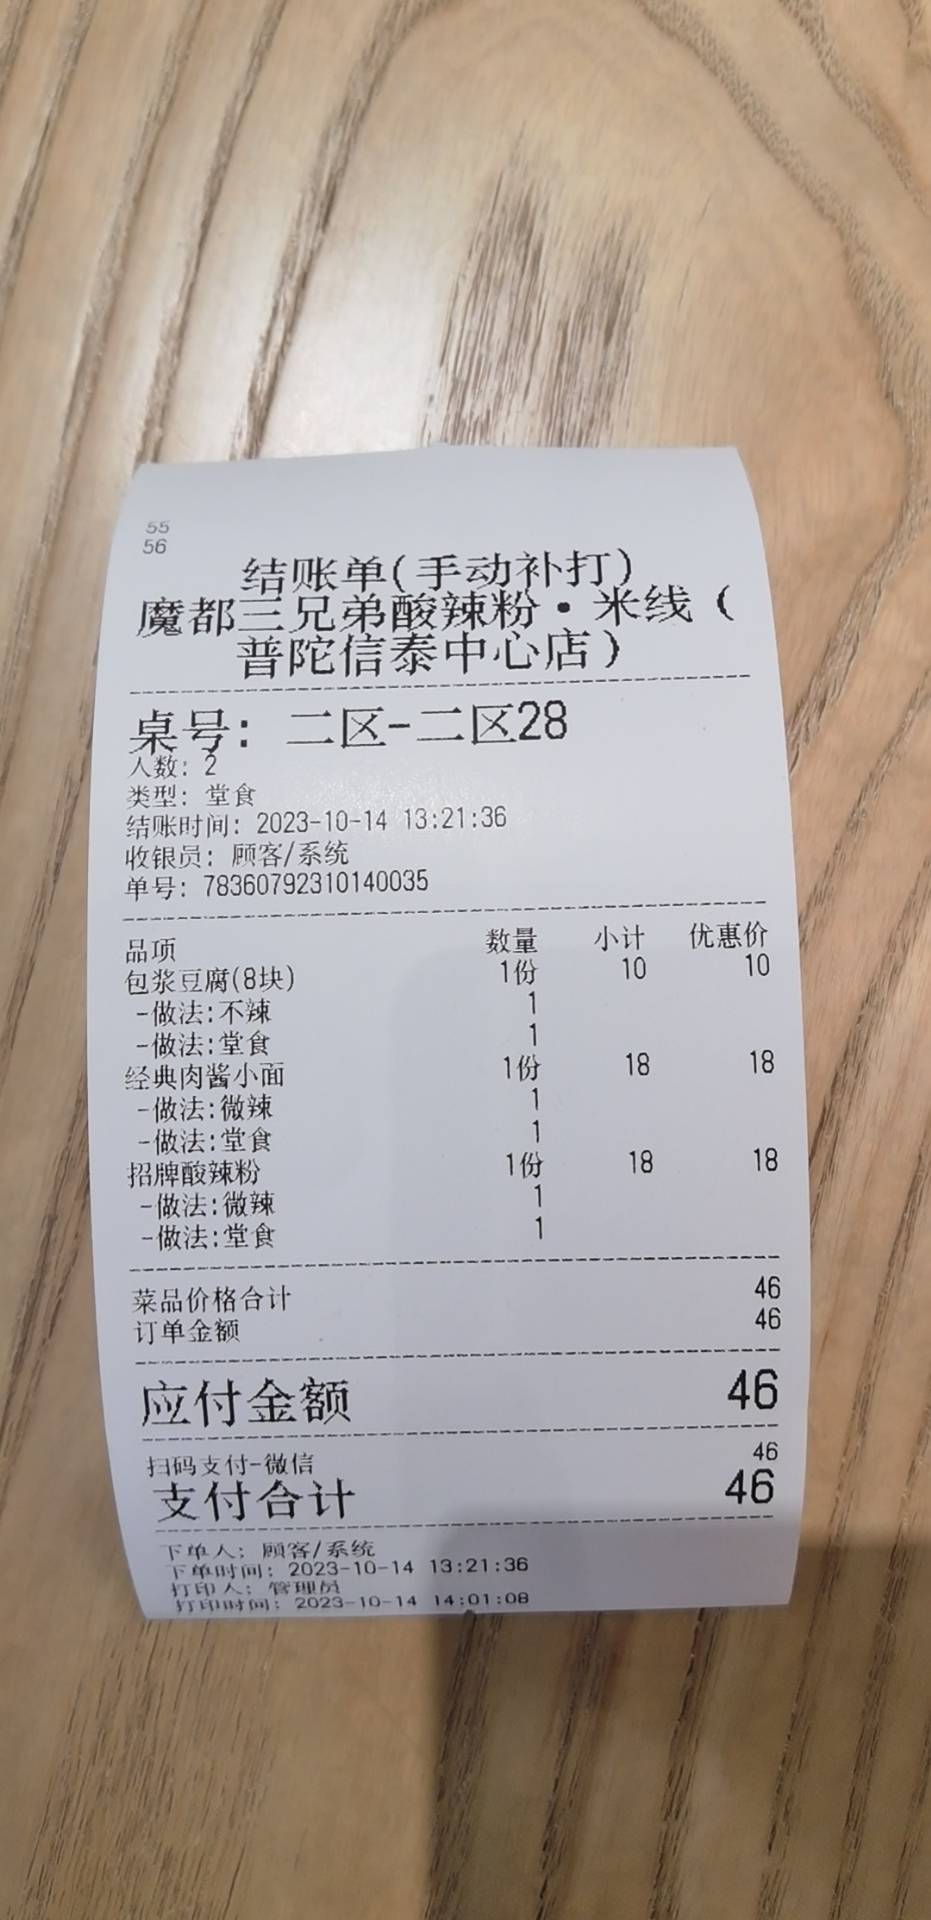 55
56
结账单(手动补打)
魔都三兄弟酸辣粉·米线(
普陀信泰中心店)
桌号: 二区-二区28
人数: 2
类型: 堂食
结账时间: 2023-10-14 13:21:36
收银员: 顾客/系统
单号: 78360792310140035
品项 数量 小计 优惠价
包浆豆腐(8块) 1份 10 10
-做法:不辣 1
-做法:堂食 1
经典肉酱小面 1份 18 18
-做法:微辣 1
-做法:堂食 1
招牌酸辣粉 1份 18 18
-做法:微辣 1
-做法:堂食 1
菜品价格合计 46
订单金额 46
应付金额 46
扫码支付-微信 46
支付合计 46
下单人: 顾客/系统
下单时间: 2023-10-14 13:21:36
打印人: 管理员
打印时间: 2023-10-14 14:01:08